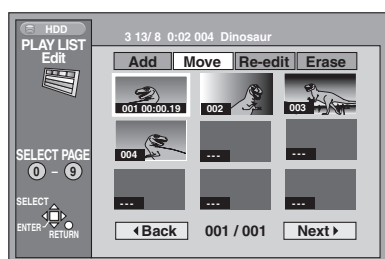 HDD
PLAY LIST
Edit
3 13/ 8 0:02 004 Dinosaur
Add Move Re-edit Erase
001 00:00.19 002 003
004 --- ---
--- --- ---
SELECT PAGE
0 – 9
SELECT
ENTER RETURN
Back 001 / 001 Next